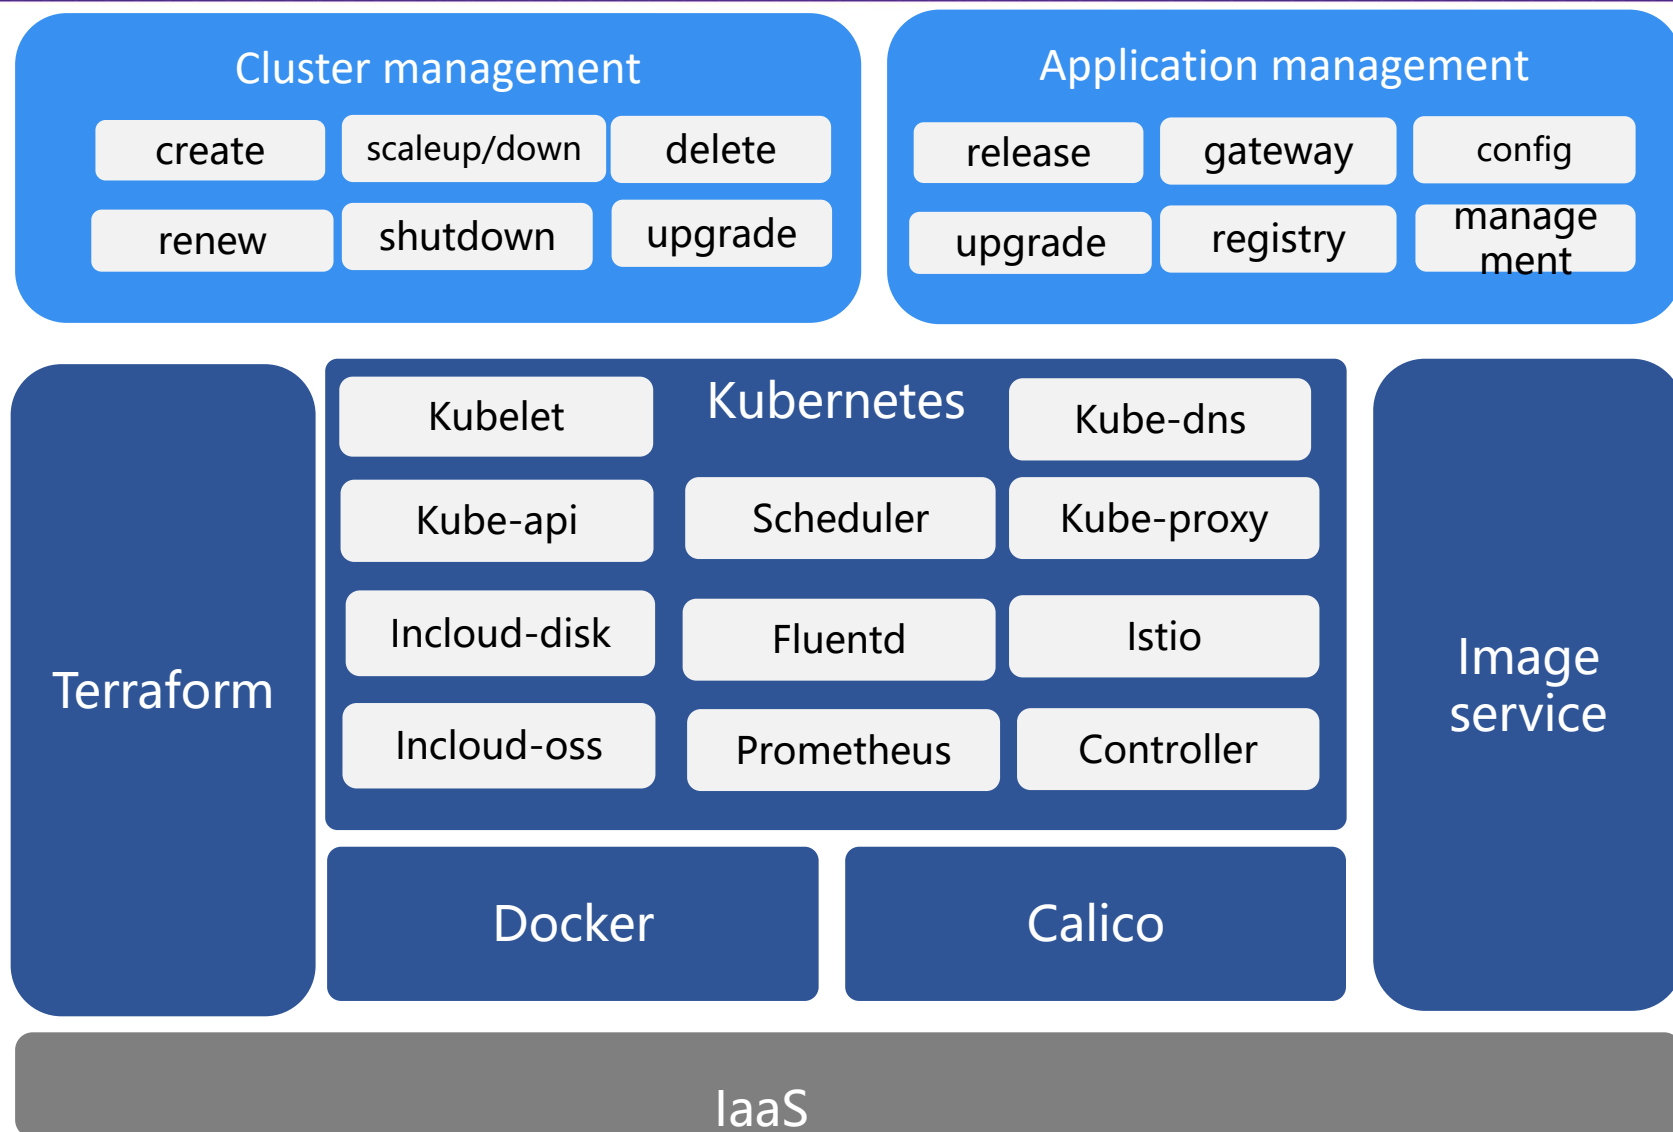 Cluster management
create
scaleup/down
delete
renew
shutdown
upgrade
Application management
release
gateway
config
upgrade
registry
manage
ment
Terraform
Kubernetes
Kubelet
Kube-dns
Kube-api
Scheduler
Kube-proxy
Incloud-disk
Fluentd
Istio
Incloud-oss
Prometheus
Controller
Image
service
Docker
Calico
IaaS